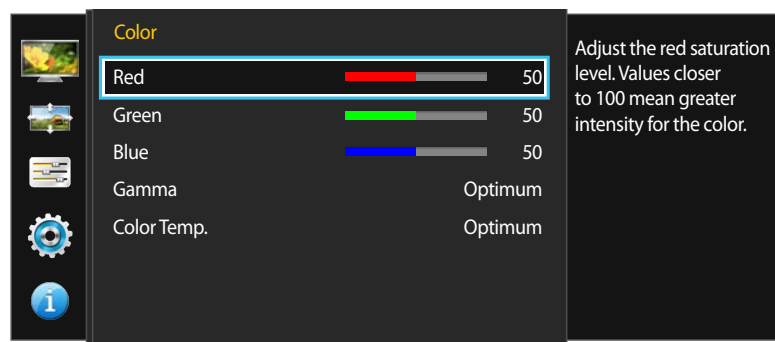 Color
Red 50
Green 50
Blue 50
Gamma Optimum
Color Temp. Optimum
Adjust the red saturation
level. Values closer
to 100 mean greater
intensity for the color.